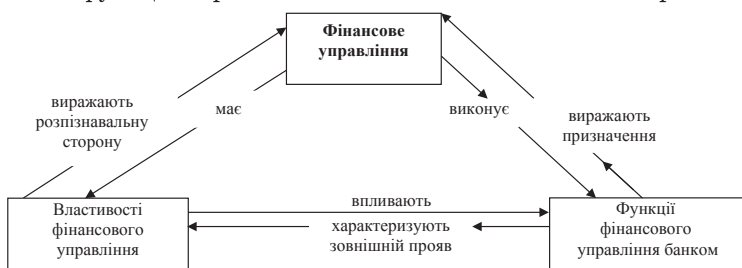 Фінансове
управління
виражають
розпізнавальну
сторону
має
виконує
виражають
призначення
Властивості
фінансового
управління
впливають
характеризують
зовнішній прояв
Функції
фінансового
управління банком